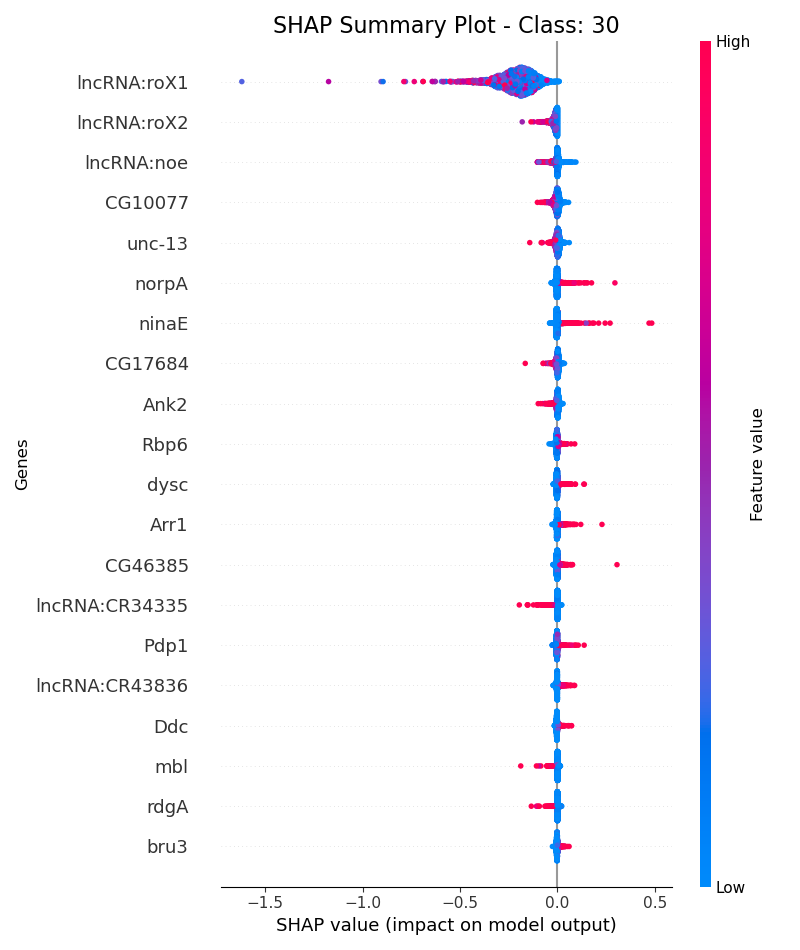 SHAP Summary Plot - Class: 30
High
lncRNA:roX1
lncRNA:roX2
lncRNA:noe
CG10077
unc-13
norpA
ninaE
CG17684
Ank2
Rbp6
dysc
Arr1
CG46385
lncRNA:CR34335
Pdp1
lncRNA:CR43836
Ddc
mbl
rdgA
bru3
Genes
Feature value
Low
−1.5 −1.0 −0.5 0.0 0.5
SHAP value (impact on model output)